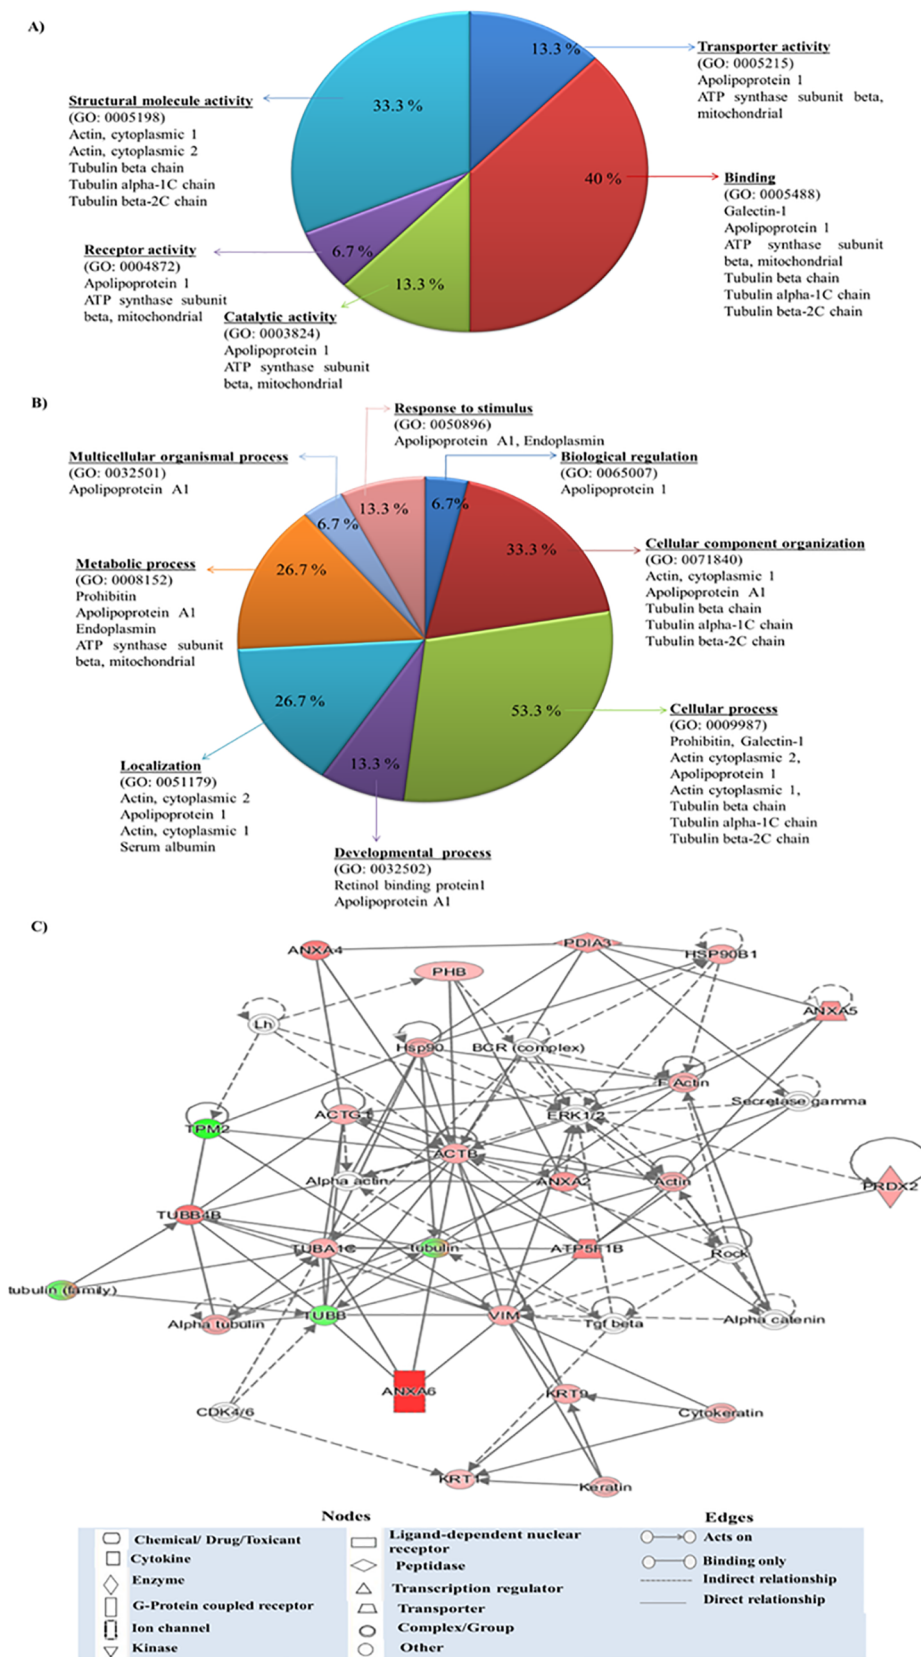 A)
13.3 %
40 %
13.3 %
6.7 %
33.3 %
Transporter activity
(GO: 0005215)
Apolipoprotein 1
ATP synthase subunit beta,
mitochondrial
Binding
(GO: 0005488)
Galectin-1
Apolipoprotein 1
ATP synthase subunit
beta, mitochondrial
Tubulin beta chain
Tubulin alpha-1C chain
Tubulin beta-2C chain
Structural molecule activity
(GO: 0005198)
Actin, cytoplasmic 1
Actin, cytoplasmic 2
Tubulin beta chain
Tubulin alpha-1C chain
Tubulin beta-2C chain
Receptor activity
(GO: 0004872)
Apolipoprotein 1
ATP synthase subunit
beta, mitochondrial
Catalytic activity
(GO: 0003824)
Apolipoprotein 1
ATP synthase subunit
beta, mitochondrial
B)
Response to stimulus
(GO: 0050896)
Apolipoprotein A1, Endoplasmin
Biological regulation
(GO: 0065007)
Apolipoprotein 1
Multicellular organismal process
(GO: 0032501)
Apolipoprotein A1
6.7%
33.3 %
53.3 %
13.3 %
26.7 %
26.7 %
6.7 %
13.3 %
Cellular component organization
(GO: 0071840)
Actin, cytoplasmic 1
Apolipoprotein A1
Tubulin beta chain
Tubulin alpha-1C chain
Tubulin beta-2C chain
Metabolic process
(GO: 0008152)
Prohibitin
Apolipoprotein A1
Endoplasmin
ATP synthase subunit
beta, mitochondrial
Cellular process
(GO: 0009987)
Prohibitin, Galectin-1
Actin cytoplasmic 2,
Apolipoprotein 1
Actin cytoplasmic 1,
Tubulin beta chain
Tubulin alpha-1C chain
Tubulin beta-2C chain
Localization
(GO: 0051179)
Actin, cytoplasmic 2
Apolipoprotein 1
Actin, cytoplasmic 1
Serum albumin
Developmental process
(GO: 0032502)
Retinol binding protein1
Apolipoprotein A1
C)
ANXA4
PDIA3
HSP90B1
PHB
ANXA5
Lh
Hsp90
BCR (complex)
F Actin
Secretase gamma
TPM2
ACTG1
ERK1/2
ACTB
Alpha actin
ANXA2
Actin
PRDX2
TUBB4B
TUBA1C
tubulin
ATP5F1B
Rock
tubulin (family)
Alpha tubulin
TUBB
VIM
Tgf beta
Alpha catenin
ANXA6
KRT9
CDK4/6
Cytokeratin
KRT1
Keratin
Nodes
Edges
Chemical/ Drug/Toxicant
Cytokine
Enzyme
G-Protein coupled receptor
Ion channel
Kinase
Ligand-dependent nuclear
receptor
Peptidase
Transcription regulator
Transporter
Complex/Group
Other
Acts on
Binding only
Indirect relationship
Direct relationship